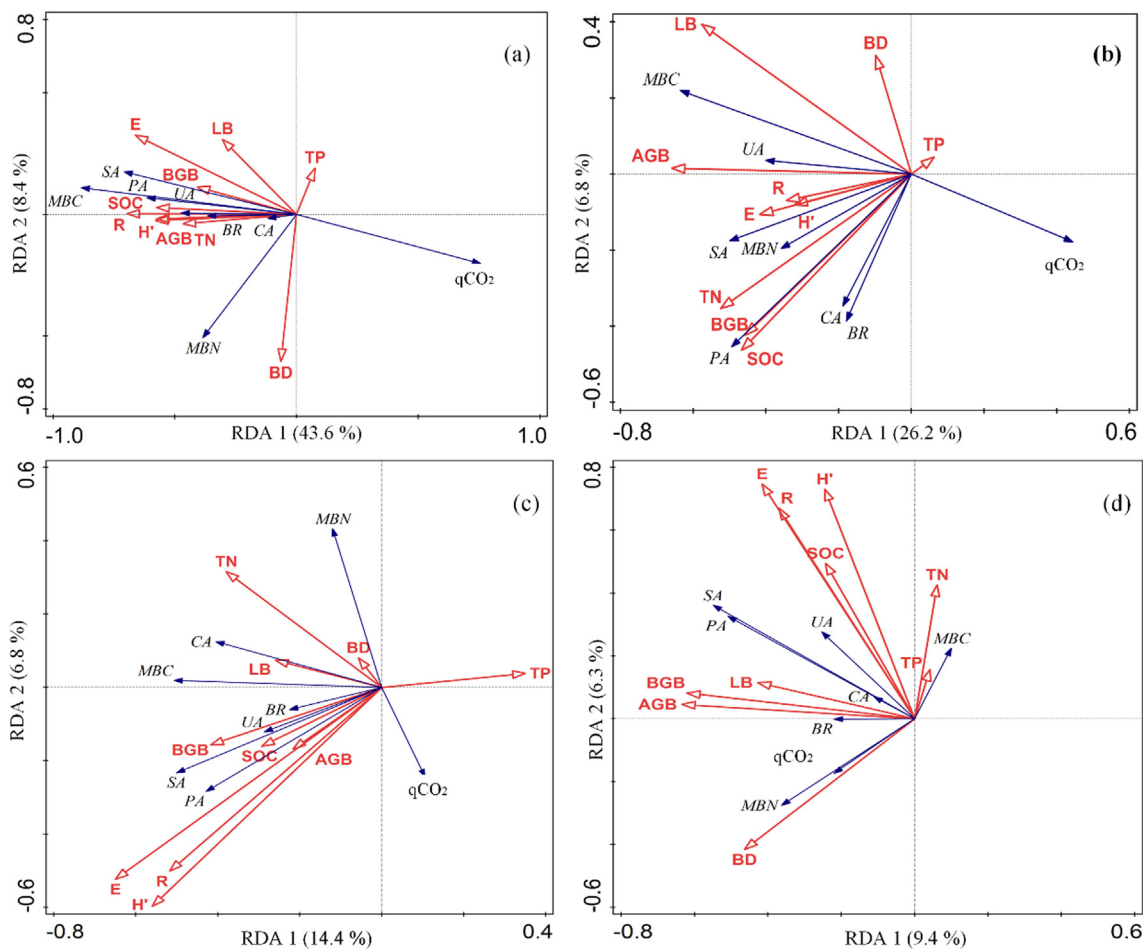 0.8
(a)
E
LB
TP
SA
BGB
PA
UA
MBC
SOC
R
H'
AGB
TN
BR
CA
qCO₂
MBN
BD
RDA 2 (8.4 %)
-0.8
-1.0
RDA 1 (43.6 %)
1.0
0.4
(b)
LB
BD
MBC
UA
TP
AGB
R
H'
E
SA
MBN
qCO₂
TN
CA
BGB
BR
PA
SOC
RDA 2 (6.8 %)
-0.6
-0.8
RDA 1 (26.2 %)
0.6
0.6
(c)
MBN
TN
CA
BD
LB
MBC
TP
BR
UA
BGB
SOC
AGB
SA
PA
qCO₂
E
R
H'
RDA 2 (6.8 %)
-0.6
-0.8
RDA 1 (14.4 %)
0.4
0.8
(d)
E
R
H'
SOC
TN
SA
PA
UA
MBC
TP
BGB
LB
AGB
CA
BR
qCO₂
MBN
BD
RDA 2 (6.3 %)
-0.6
-0.8
RDA 1 (9.4 %)
0.6